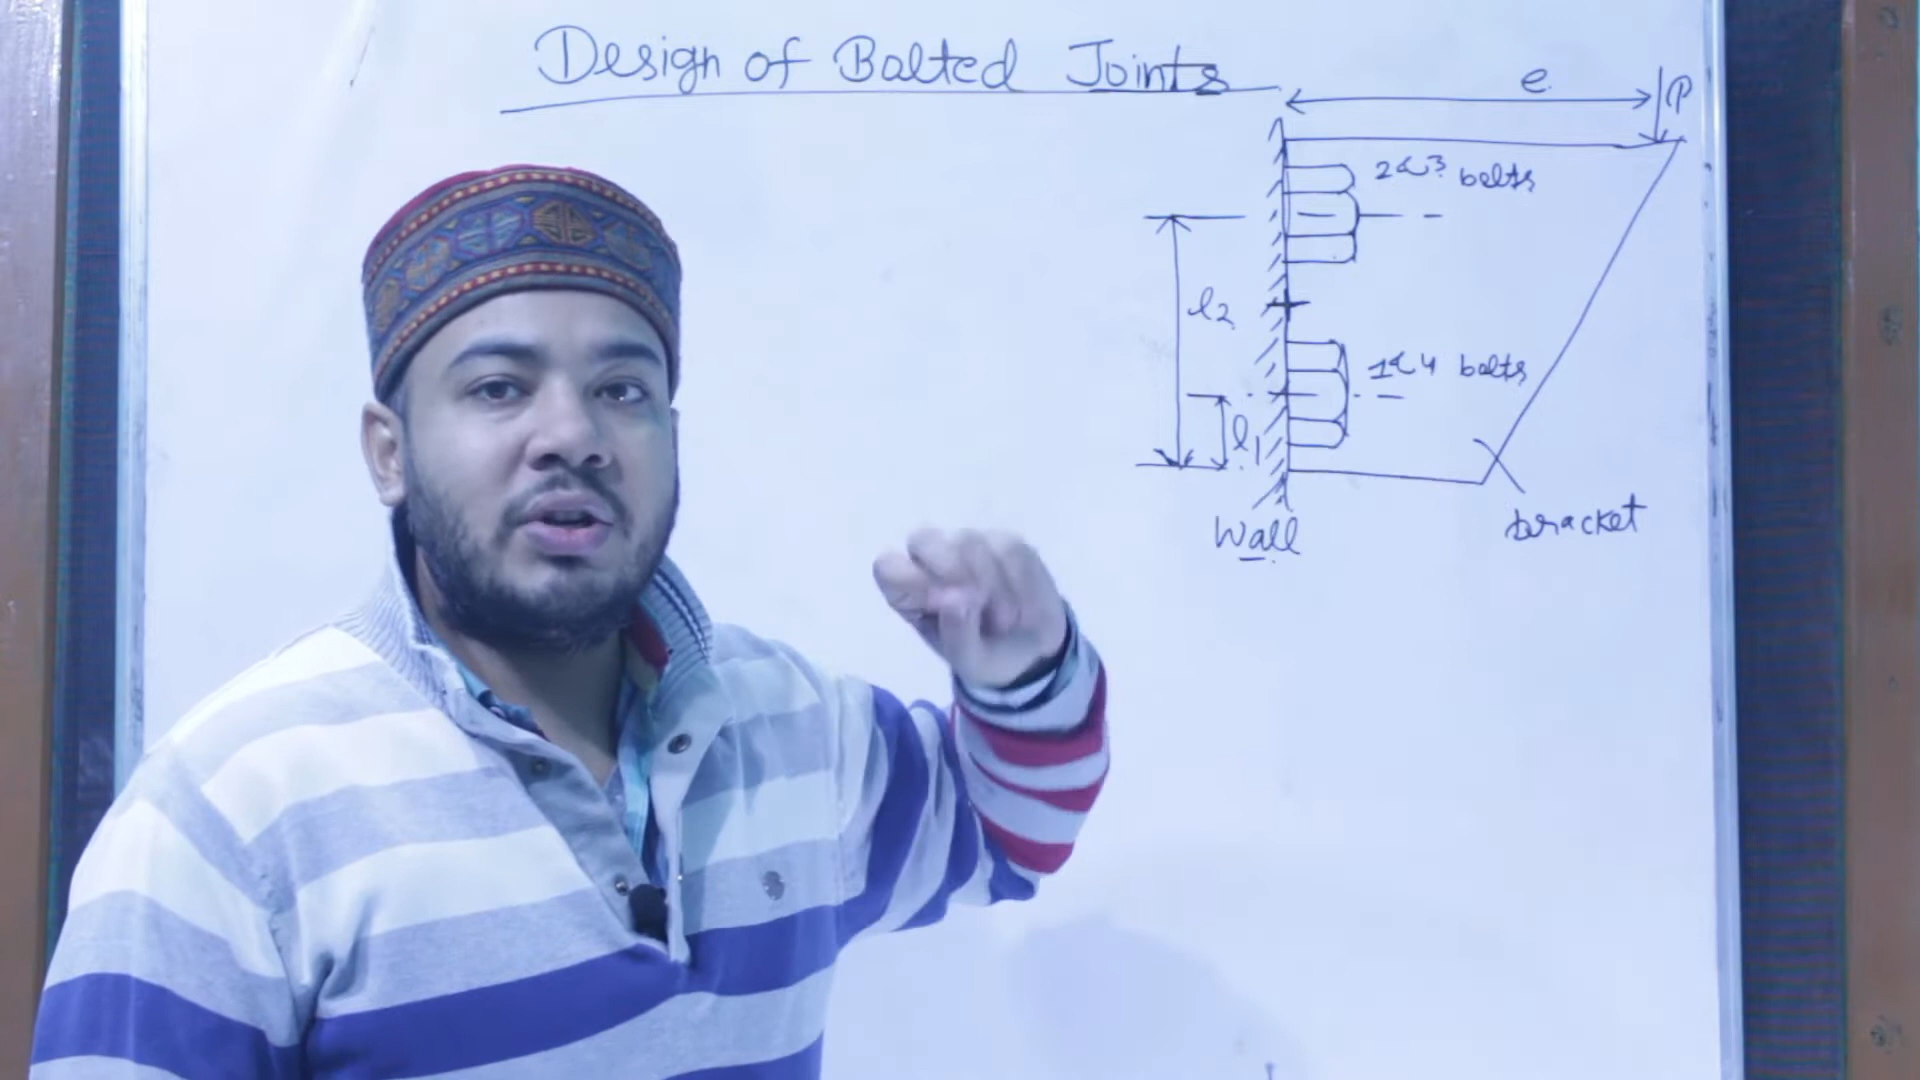 Design of Bolted Joints
e
P
2&3 bolts
l2
1&4 bolts
l1
Wall
bracket